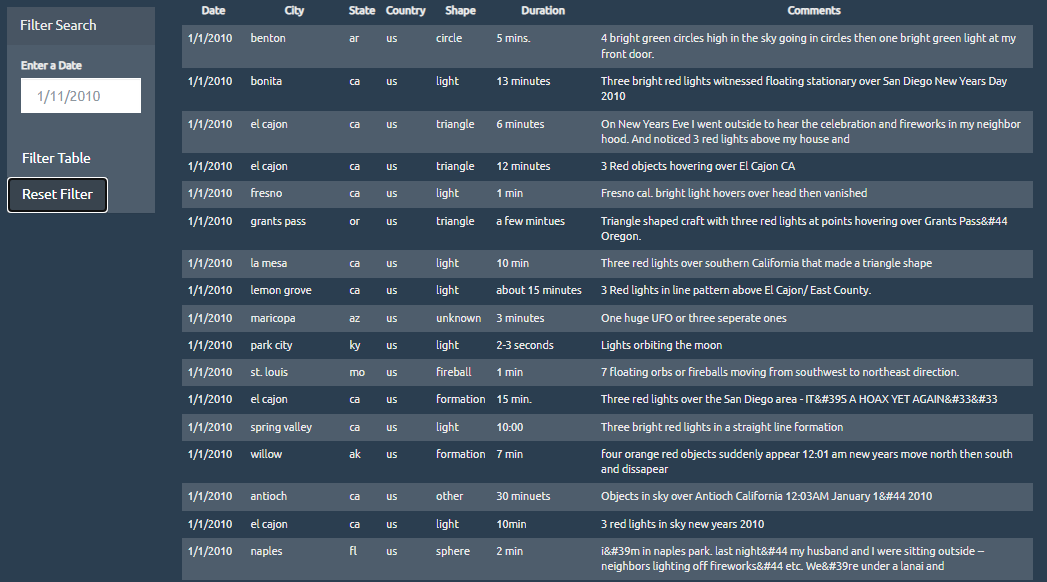 Filter Search
Enter a Date
1/11/2010
Filter Table
Reset Filter
Date City State Country Shape Duration Comments
1/1/2010 benton ar us circle 5 mins. 4 bright green circles high in the sky going in circles then one bright green light at my
front door.
1/1/2010 bonita ca us light 13 minutes Three bright red lights witnessed floating stationary over San Diego New Years Day
2010
1/1/2010 el cajon ca us triangle 6 minutes On New Years Eve I went outside to hear the celebration and fireworks in my neighbor
hood. And noticed 3 red lights above my house and
1/1/2010 el cajon ca us triangle 12 minutes 3 Red objects hovering over El Cajon CA
1/1/2010 fresno ca us light 1 min Fresno cal. bright light hovers over head then vanished
1/1/2010 grants pass or us triangle a few mintues Triangle shaped craft with three red lights at points hovering over Grants Pass&#44
Oregon.
1/1/2010 la mesa ca us light 10 min Three red lights over southern California that made a triangle shape
1/1/2010 lemon grove ca us light about 15 minutes 3 Red lights in line pattern above El Cajon/ East County.
1/1/2010 maricopa az us unknown 3 minutes One huge UFO or three seperate ones
1/1/2010 park city ky us light 2-3 seconds Lights orbiting the moon
1/1/2010 st. louis mo us fireball 1 min 7 floating orbs or fireballs moving from southwest to northeast direction.
1/1/2010 el cajon ca us formation 15 min. Three red lights over the San Diego area - IT&#39S A HOAX YET AGAIN&#33&#33
1/1/2010 spring valley ca us light 10:00 Three bright red lights in a straight line formation
1/1/2010 willow ak us formation 7 min four orange red objects suddenly appear 12:01 am new years move north then south
and dissapear
1/1/2010 antioch ca us other 30 minuets Objects in sky over Antioch California 12:03AM January 1&#44 2010
1/1/2010 el cajon ca us light 10min 3 red lights in sky new years 2010
1/1/2010 naples fl us sphere 2 min i&#39m in naples park. last night&#44 my husband and I were sitting outside --
neighbors lighting off fireworks&#44 etc. We&#39re under a lanai and